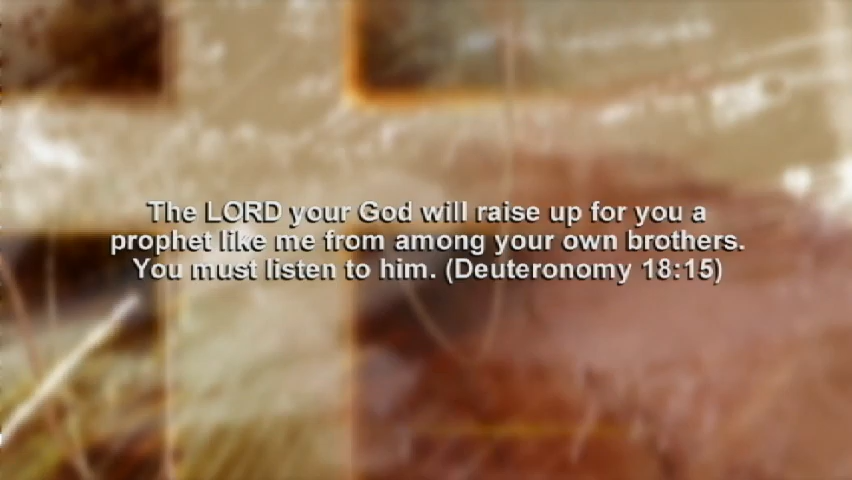 The LORD your God will raise up for you a
prophet like me from among your own brothers.
You must listen to him. (Deuteronomy 18:15)